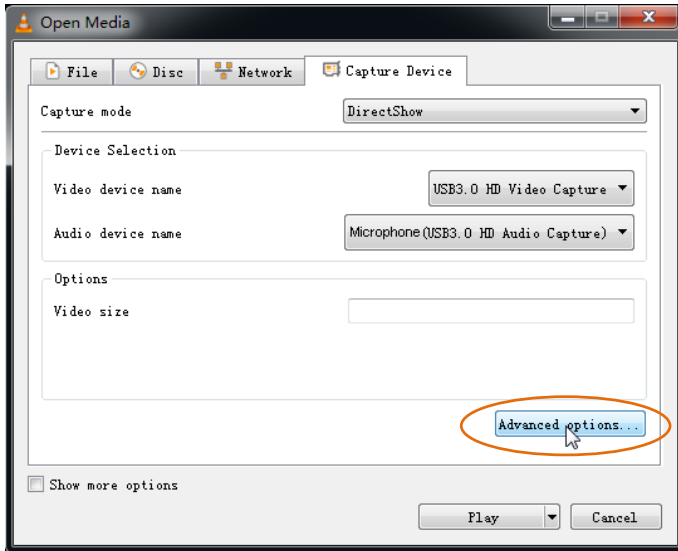 Open Media
File Disc Network Capture Device
Capture mode DirectShow
Device Selection
Video device name USB3.0 HD Video Capture
Audio device name Microphone (USB3.0 HD Audio Capture)
Options
Video size
Advanced options...
Show more options
Play Cancel